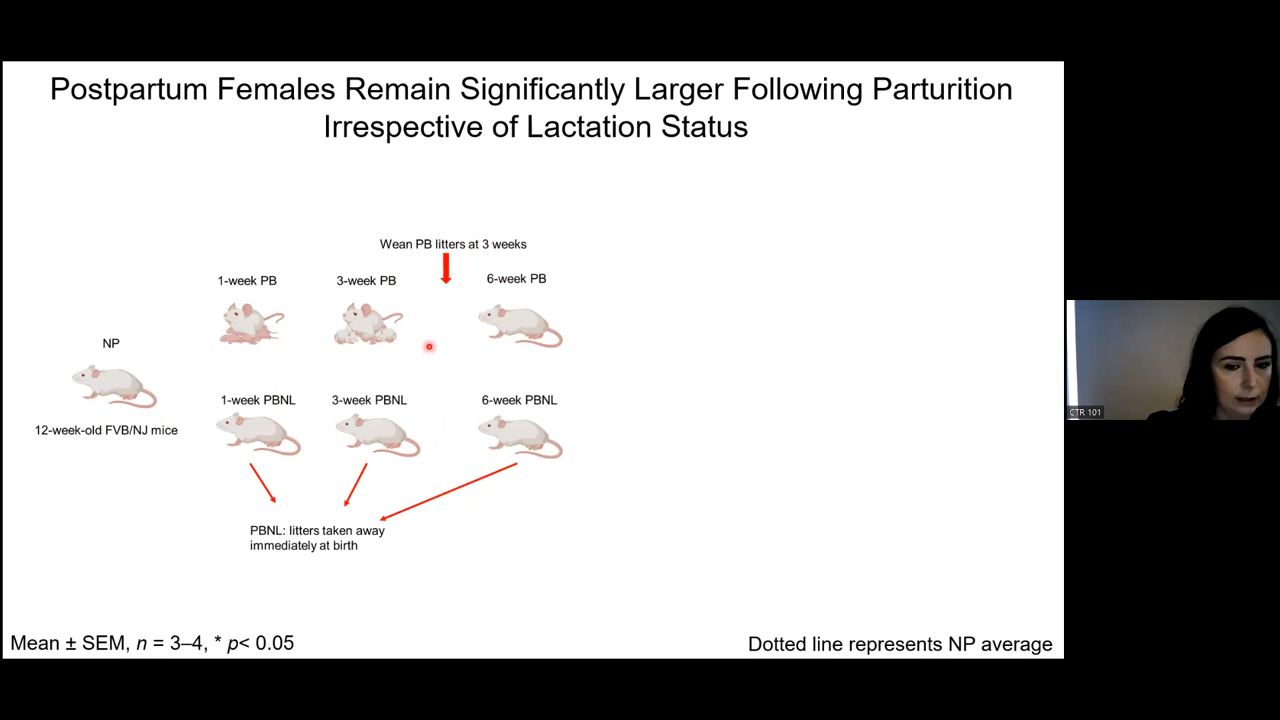 Postpartum Females Remain Significantly Larger Following Parturition
Irrespective of Lactation Status
Wean PB litters at 3 weeks
1-week PB
3-week PB
6-week PB
NP
12-week-old FVB/NJ mice
1-week PBNL
3-week PBNL
6-week PBNL
PBNL: litters taken away
immediately at birth
Mean ± SEM, n = 3–4, * p< 0.05
Dotted line represents NP average
CTR 101